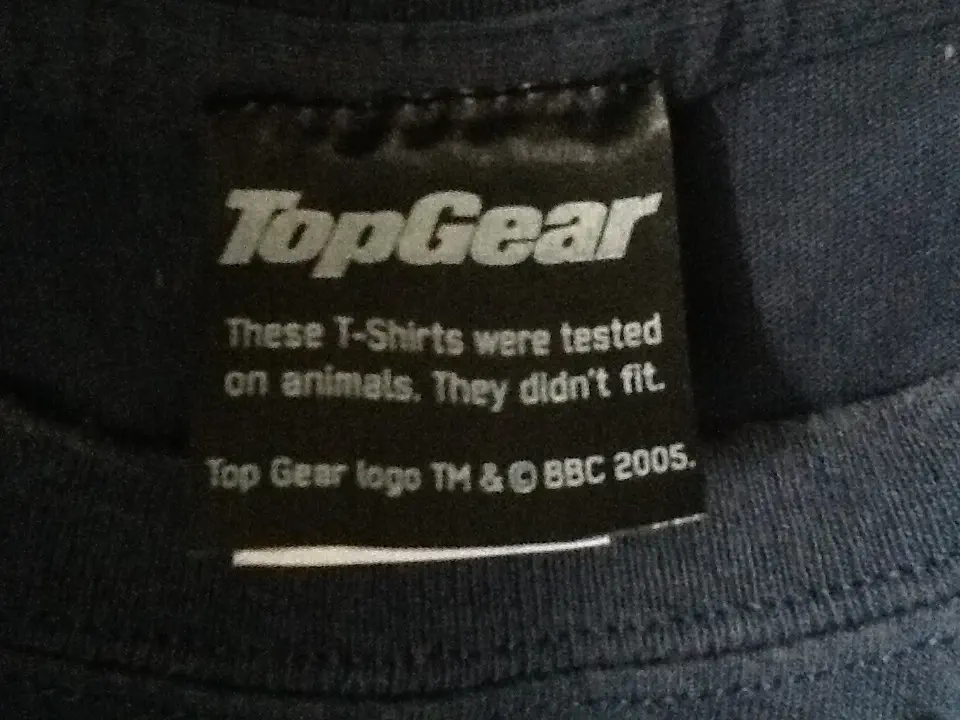 TopGear
These T-Shirts were tested
on animals. They didn't fit.
Top Gear logo TM & © BBC 2005.